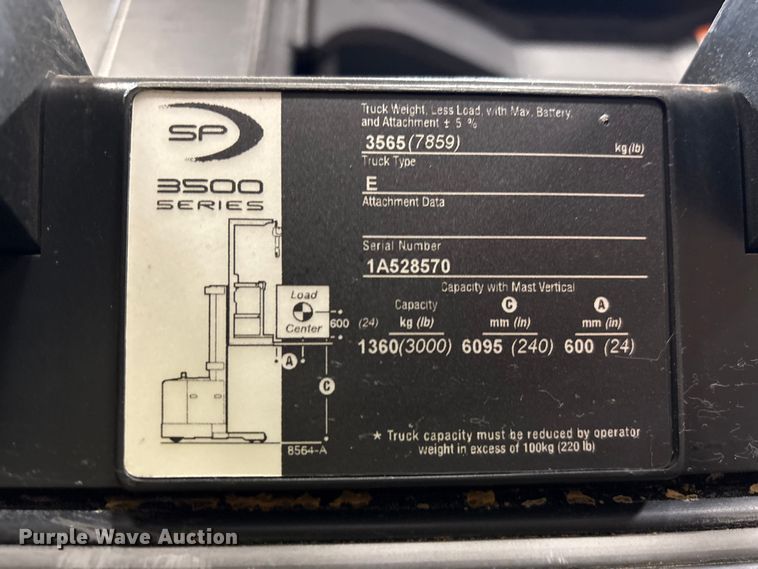 SP
3500
SERIES
Load
Center
600 (24)
A
C
8564-A
Truck Weight, Less Load, with Max. Battery,
and Attachment ± 5 %
3565(7859) kg(lb)
Truck Type
E
Attachment Data
Serial Number
1A528570
Capacity with Mast Vertical
Capacity C A
kg (lb) mm (in) mm (in)
1360(3000) 6095 (240) 600 (24)
* Truck capacity must be reduced by operator
weight in excess of 100kg (220 lb)
Purple Wave Auction